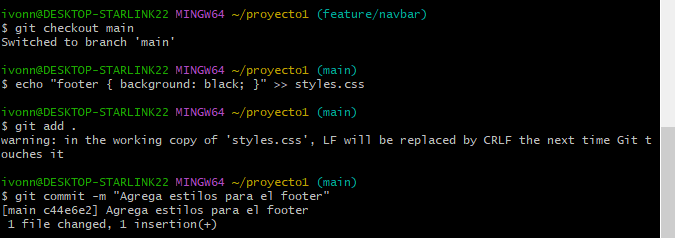 ivonn@DESKTOP-STARLINK22 MINGW64 ~/proyecto1 (feature/navbar)
$ git checkout main
Switched to branch 'main'
ivonn@DESKTOP-STARLINK22 MINGW64 ~/proyecto1 (main)
$ echo "footer { background: black; }" >> styles.css
ivonn@DESKTOP-STARLINK22 MINGW64 ~/proyecto1 (main)
$ git add .
warning: in the working copy of 'styles.css', LF will be replaced by CRLF the next time Git t
ouches it
ivonn@DESKTOP-STARLINK22 MINGW64 ~/proyecto1 (main)
$ git commit -m "Agrega estilos para el footer"
[main c44e6e2] Agrega estilos para el footer
 1 file changed, 1 insertion(+)